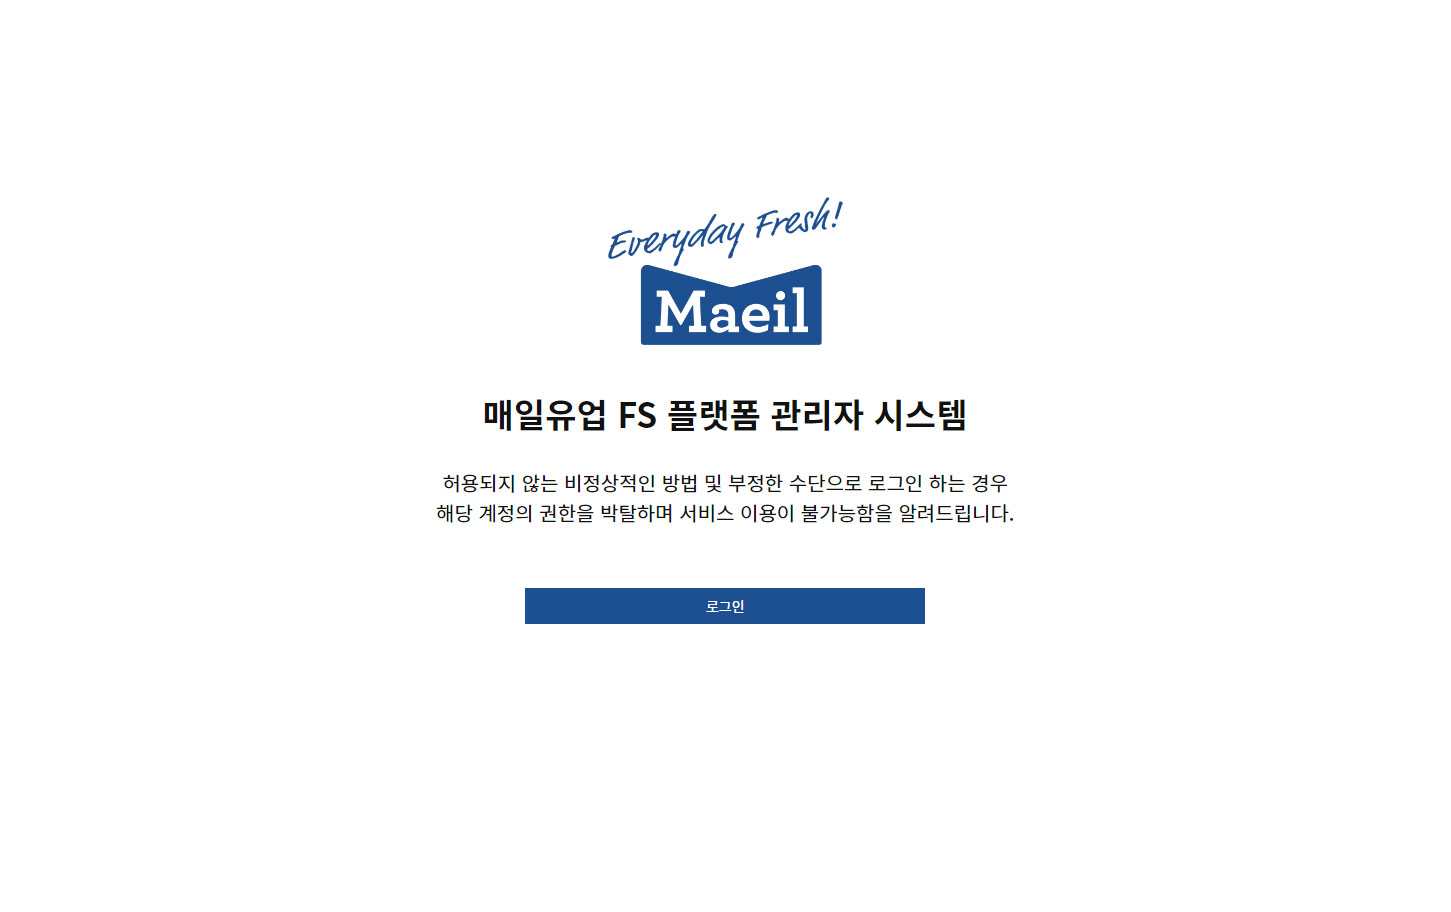 Everyday Fresh!
Maeil
매일유업 FS 플랫폼 관리자 시스템
허용되지 않는 비정상적인 방법 및 부정한 수단으로 로그인 하는 경우
해당 계정의 권한을 박탈하며 서비스 이용이 불가능함을 알려드립니다.
로그인